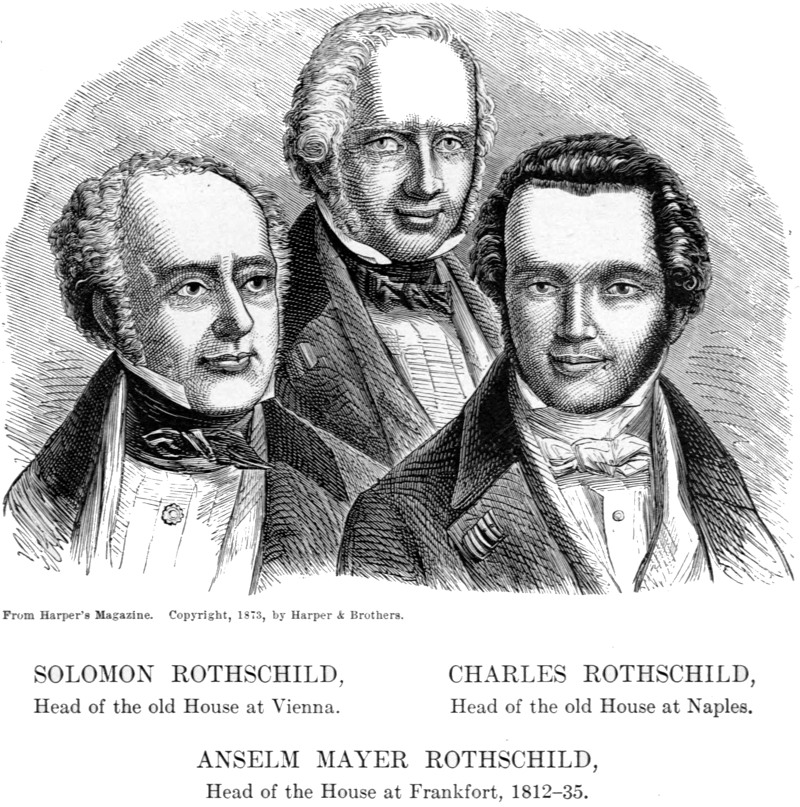 From Harper's Magazine. Copyright, 1873, by Harper & Brothers.
SOLOMON ROTHSCHILD,
Head of the old House at Vienna.
CHARLES ROTHSCHILD,
Head of the old House at Naples.
ANSELM MAYER ROTHSCHILD,
Head of the House at Frankfort, 1812–35.